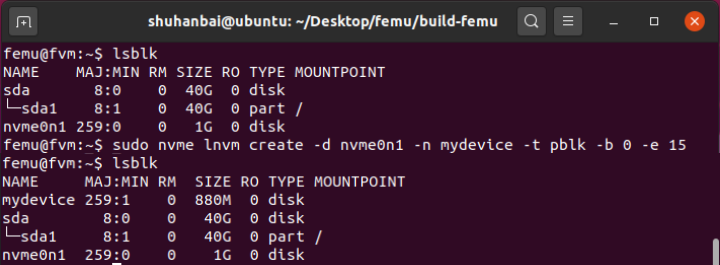 shuhanbai@ubuntu: ~/Desktop/femu/build-femu
femu@fvm:~$ lsblk
NAME    MAJ:MIN RM  SIZE RO TYPE MOUNTPOINT
sda       8:0    0   40G  0 disk
└─sda1    8:1    0   40G  0 part /
nvme0n1 259:0    0    1G  0 disk
femu@fvm:~$ sudo nvme lnvm create -d nvme0n1 -n mydevice -t pblk -b 0 -e 15
femu@fvm:~$ lsblk
NAME     MAJ:MIN RM  SIZE RO TYPE MOUNTPOINT
mydevice 259:1    0  880M  0 disk
sda        8:0    0   40G  0 disk
└─sda1     8:1    0   40G  0 part /
nvme0n1  259:0    0    1G  0 disk